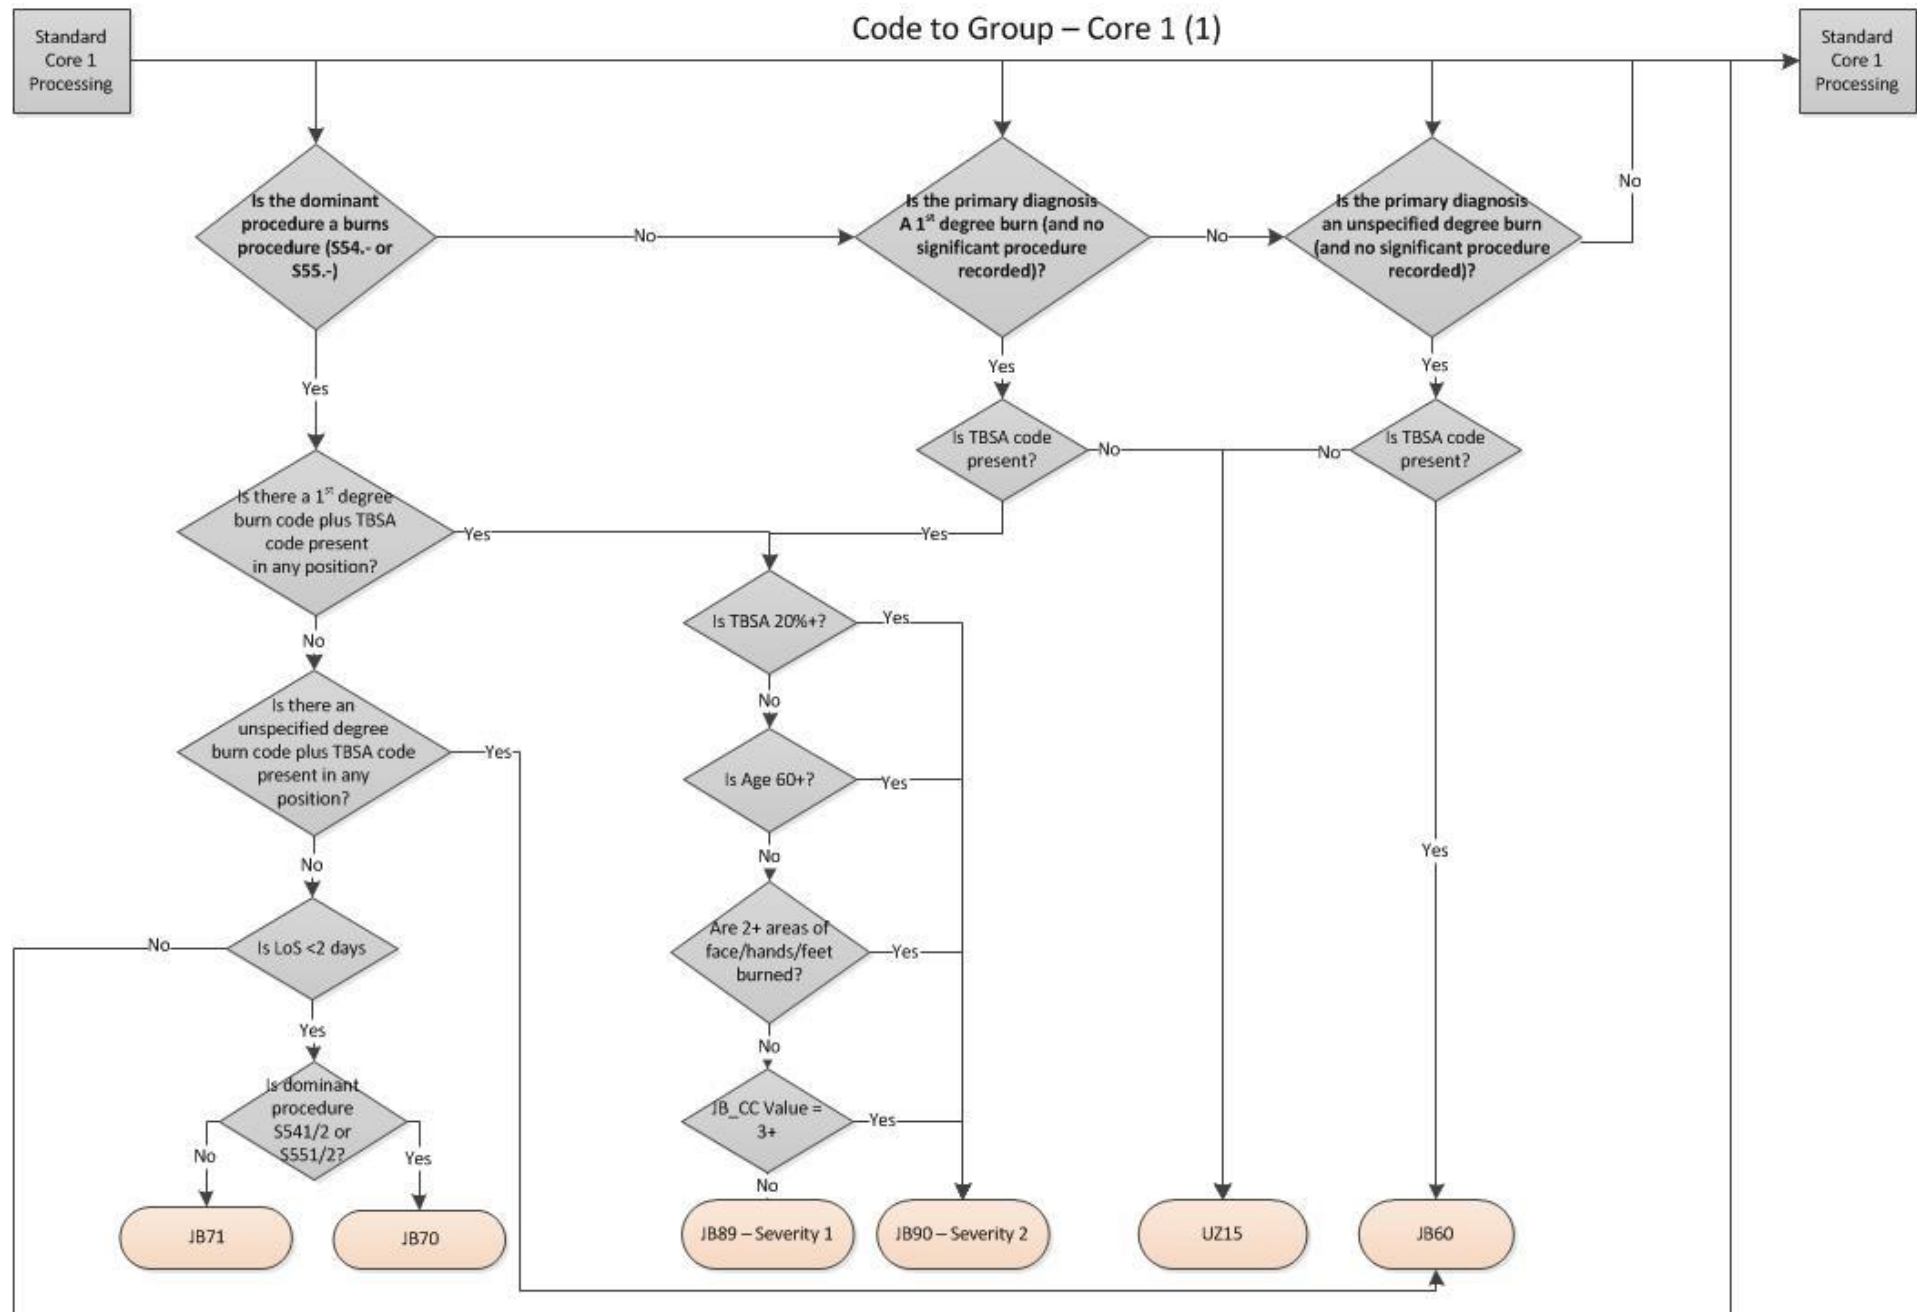 Code to Group – Core 1 (1)
Standard
Core 1
Processing
Standard
Core 1
Processing
Is the dominant
procedure a burns
procedure (S54.- or
S55.-)
No
Is the primary diagnosis
A 1st degree burn (and no
significant procedure
recorded)?
No
Is the primary diagnosis
an unspecified degree burn
(and no significant procedure
recorded)?
No
Yes
Yes
Yes
Is TBSA code
present?
No
No
Is TBSA code
present?
Is there a 1st degree
burn code plus TBSA
code present
in any position?
Yes
Yes
Is TBSA 20%+?
Yes
No
No
Is there an
unspecified degree
burn code plus TBSA code
present in any
position?
Yes
Is Age 60+?
Yes
No
No
Yes
Is LoS <2 days
No
Are 2+ areas of
face/hands/feet
burned?
Yes
Yes
No
Is dominant
procedure
S541/2 or
S551/2?
No
Yes
JB_CC Value =
3+
Yes
No
JB71
JB70
JB89 – Severity 1
JB90 – Severity 2
UZ15
JB60